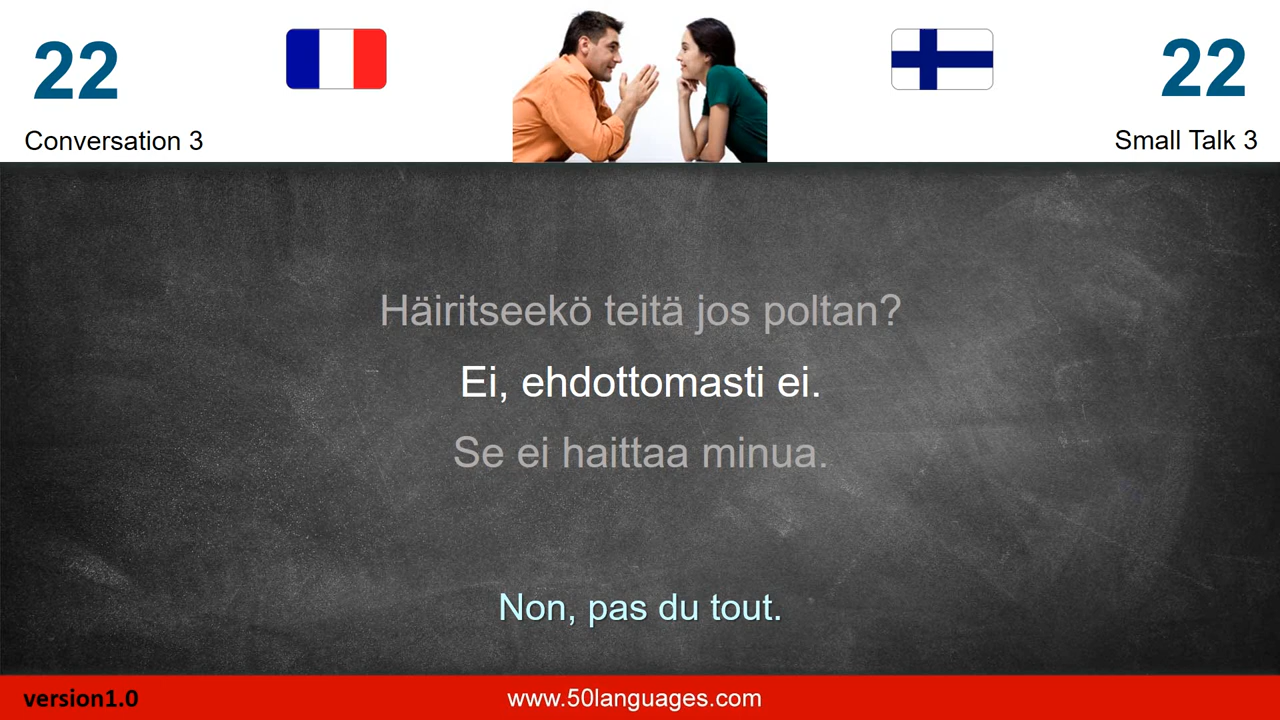 22
22
Conversation 3
Small Talk 3
Häiritseekö teitä jos poltan?
Ei, ehdottomasti ei.
Se ei haittaa minua.
Non, pas du tout.
version1.0
www.50languages.com